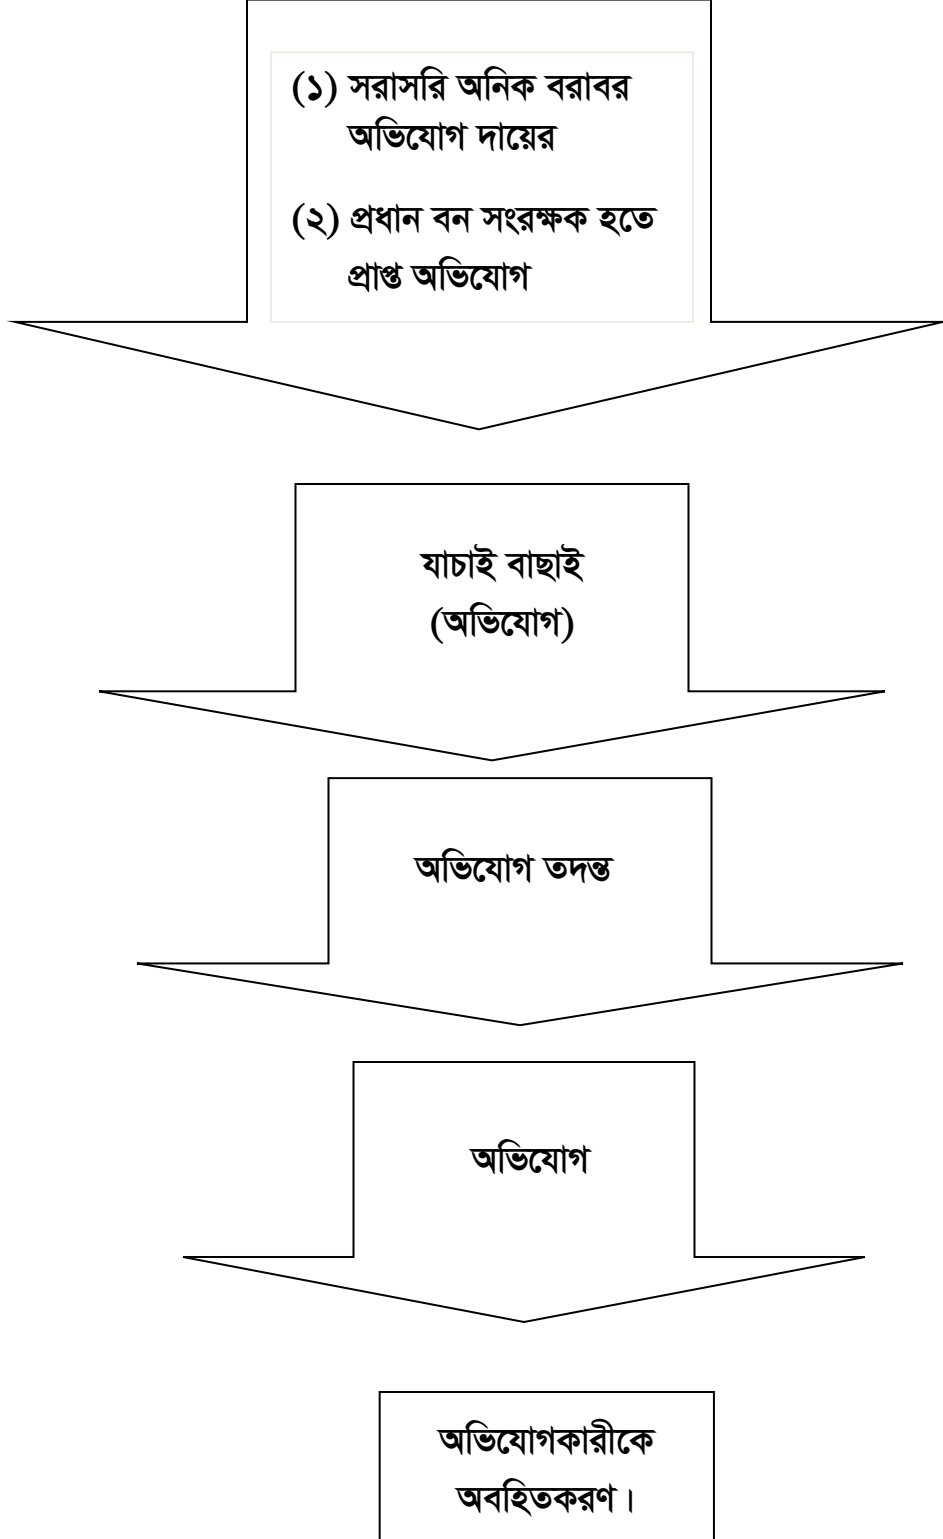 (১) সরাসরি অনিক বরাবর
অভিযোগ দায়ের
(২) প্রধান বন সংরক্ষক হতে
প্রাপ্ত অভিযোগ
যাচাই বাছাই
(অভিযোগ)
অভিযোগ তদন্ত
অভিযোগ
অভিযোগকারীকে
অবহিতকরণ।